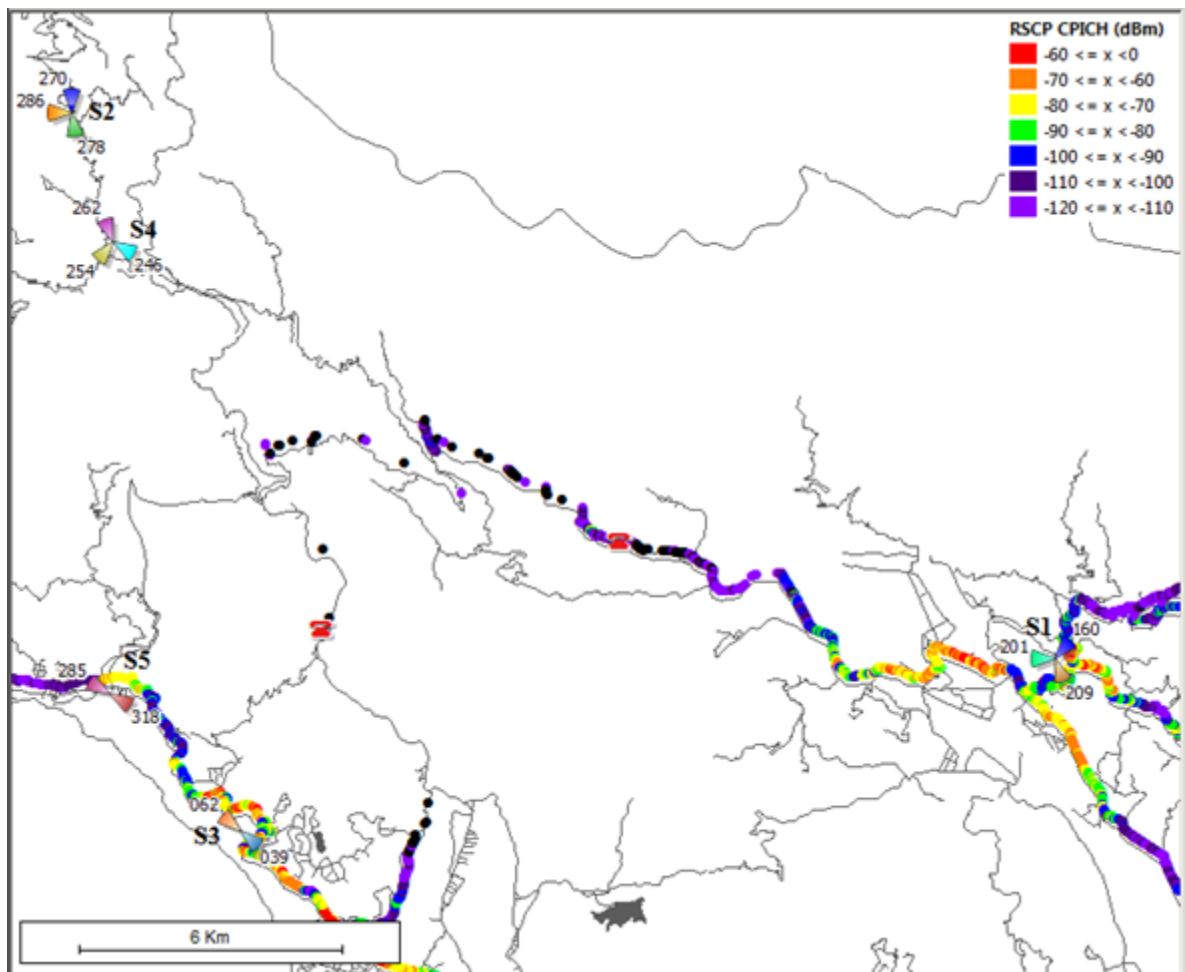 RSCP CPICH (dBm)
-60 <= x <0
-70 <= x <-60
-80 <= x <-70
-90 <= x <-80
-100 <= x <-90
-110 <= x <-100
-120 <= x <-110
270
286
S2
278
262
S4
254
246
S1
160
201
209
285
S5
318
062
S3
039
6 Km